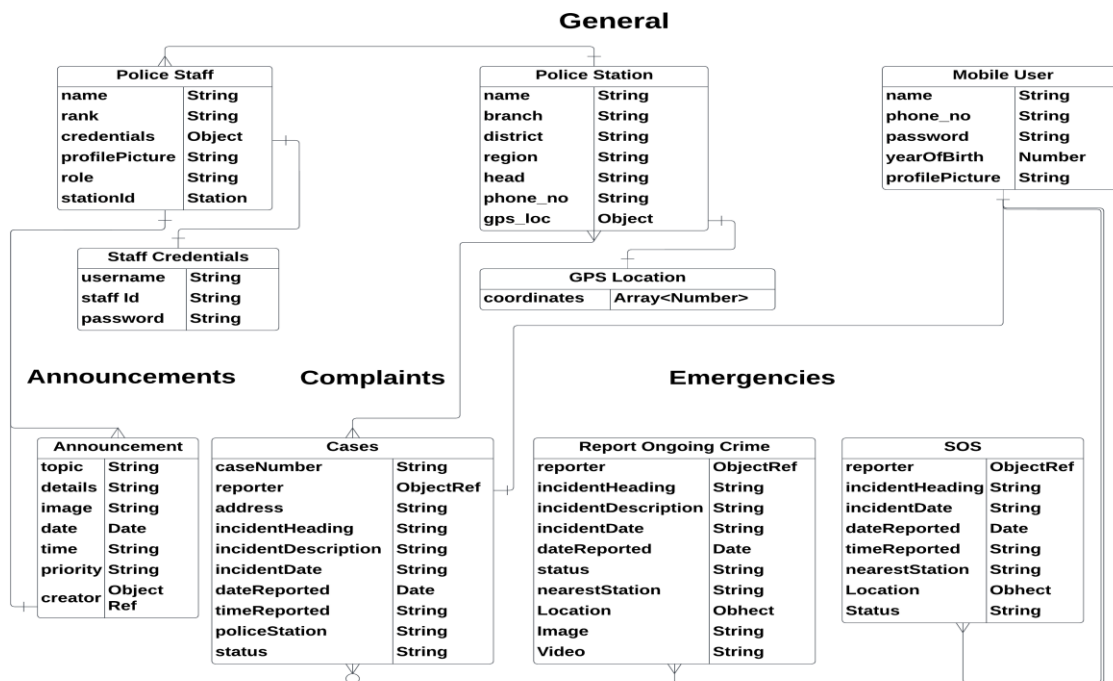 General
Police Staff
name String
rank String
credentials Object
profilePicture String
role String
stationId Station
Police Station
name String
branch String
district String
region String
head String
phone_no String
gps_loc Object
Mobile User
name String
phone_no String
password String
yearOfBirth Number
profilePicture String
Staff Credentials
username String
staff Id String
password String
GPS Location
coordinates Array<Number>
Announcements
Complaints
Emergencies
Announcement
topic String
details String
image String
date Date
time String
priority String
creator Object
Ref
Cases
caseNumber String
reporter ObjectRef
address String
incidentHeading String
incidentDescription String
incidentDate String
dateReported Date
timeReported String
policeStation String
status String
Report Ongoing Crime
reporter ObjectRef
incidentHeading String
incidentDescription String
incidentDate String
dateReported Date
status String
nearestStation String
Location Obhect
Image String
Video String
SOS
reporter ObjectRef
incidentHeading String
incidentDate String
dateReported Date
timeReported String
nearestStation String
Location Obhect
Status String